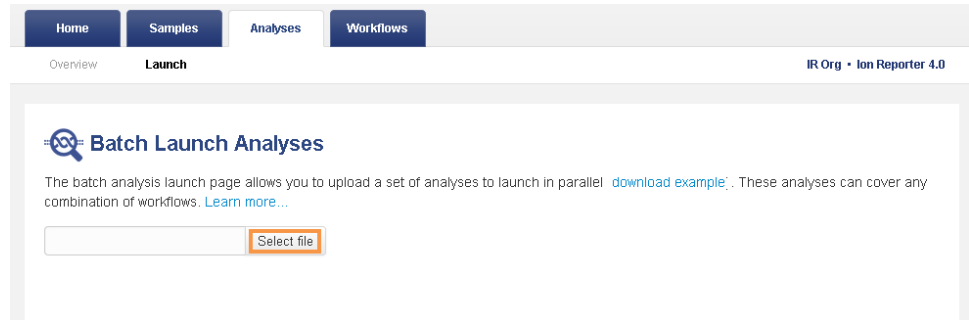 Home Samples Analyses Workflows
Overview Launch IR Org • Ion Reporter 4.0
Batch Launch Analyses
The batch analysis launch page allows you to upload a set of analyses to launch in parallel download example. These analyses can cover any
combination of workflows. Learn more...
Select file